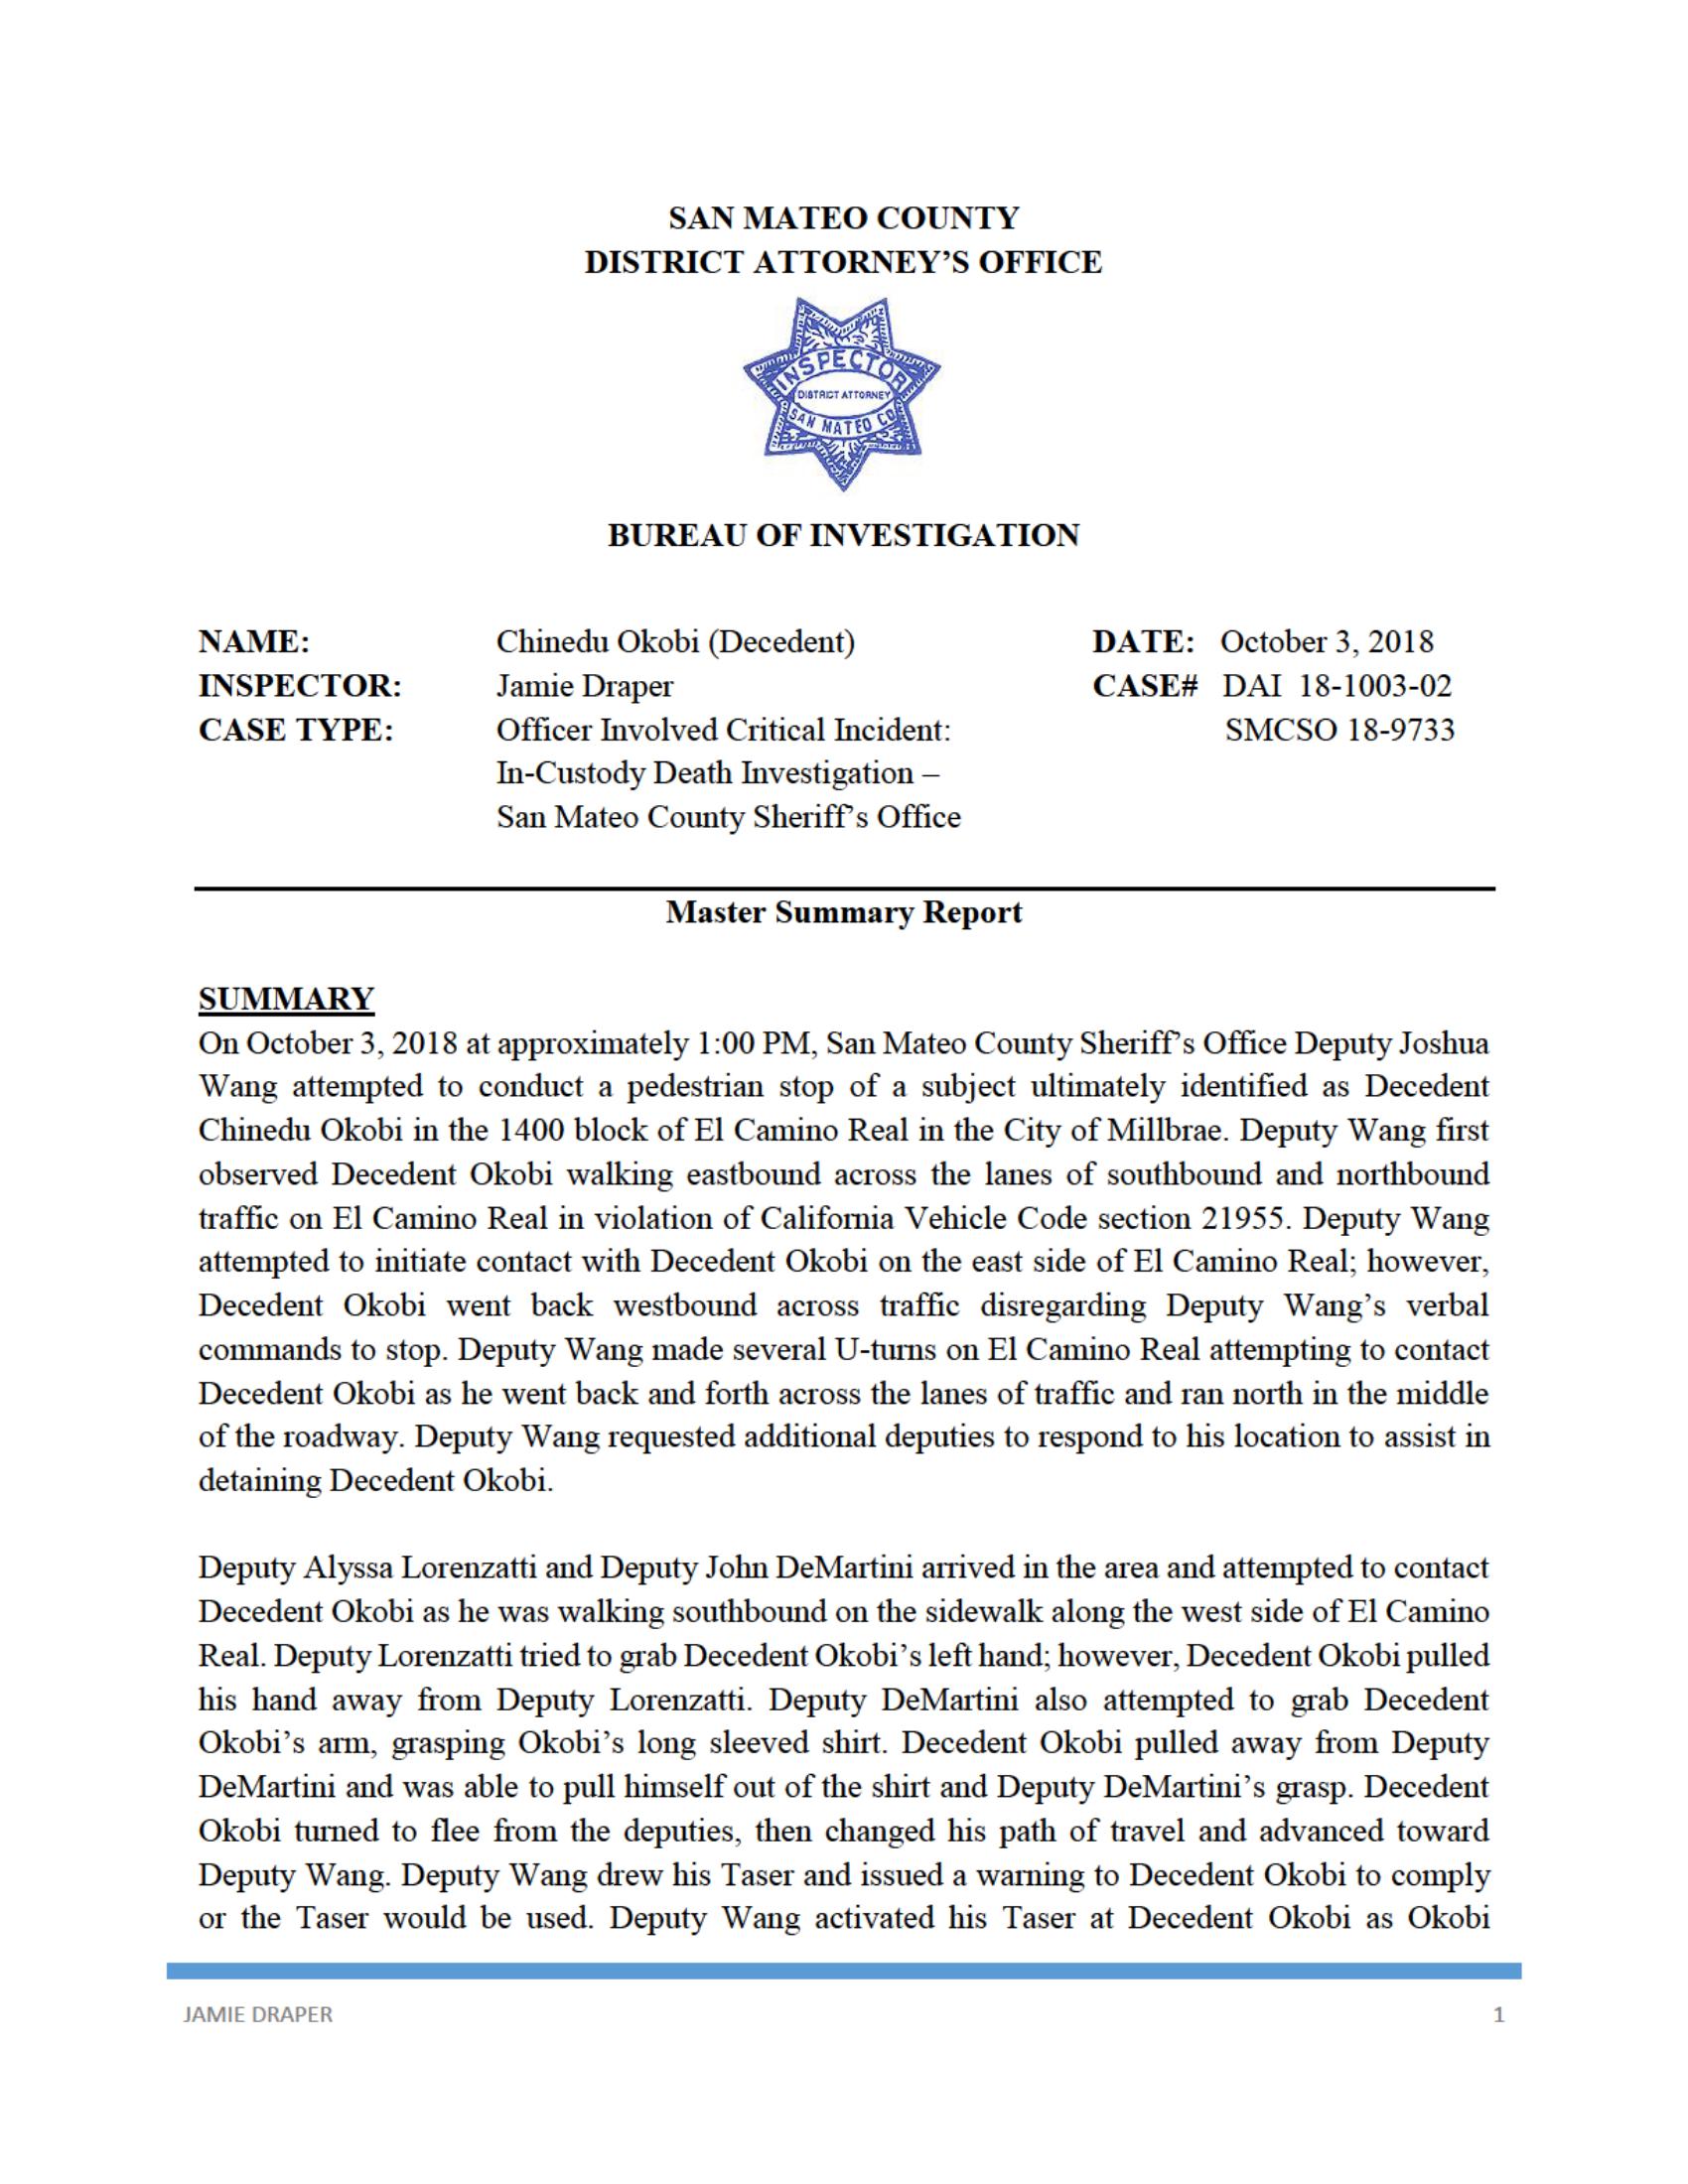 SAN MATEO COUNTY
DISTRICT ATTORNEY'S OFFICE
INSPECTOR
DISTRICT ATTORNEY
SAN MATEO CO
BUREAU OF INVESTIGATION
NAME: Chinedu Okobi (Decedent) DATE: October 3, 2018
INSPECTOR: Jamie Draper CASE# DAI 18-1003-02
CASE TYPE: Officer Involved Critical Incident: SMCSO 18-9733
In-Custody Death Investigation –
San Mateo County Sheriff's Office
Master Summary Report
SUMMARY
On October 3, 2018 at approximately 1:00 PM, San Mateo County Sheriff's Office Deputy Joshua
Wang attempted to conduct a pedestrian stop of a subject ultimately identified as Decedent
Chinedu Okobi in the 1400 block of El Camino Real in the City of Millbrae. Deputy Wang first
observed Decedent Okobi walking eastbound across the lanes of southbound and northbound
traffic on El Camino Real in violation of California Vehicle Code section 21955. Deputy Wang
attempted to initiate contact with Decedent Okobi on the east side of El Camino Real; however,
Decedent Okobi went back westbound across traffic disregarding Deputy Wang's verbal
commands to stop. Deputy Wang made several U-turns on El Camino Real attempting to contact
Decedent Okobi as he went back and forth across the lanes of traffic and ran north in the middle
of the roadway. Deputy Wang requested additional deputies to respond to his location to assist in
detaining Decedent Okobi.
Deputy Alyssa Lorenzatti and Deputy John DeMartini arrived in the area and attempted to contact
Decedent Okobi as he was walking southbound on the sidewalk along the west side of El Camino
Real. Deputy Lorenzatti tried to grab Decedent Okobi's left hand; however, Decedent Okobi pulled
his hand away from Deputy Lorenzatti. Deputy DeMartini also attempted to grab Decedent
Okobi's arm, grasping Okobi's long sleeved shirt. Decedent Okobi pulled away from Deputy
DeMartini and was able to pull himself out of the shirt and Deputy DeMartini's grasp. Decedent
Okobi turned to flee from the deputies, then changed his path of travel and advanced toward
Deputy Wang. Deputy Wang drew his Taser and issued a warning to Decedent Okobi to comply
or the Taser would be used. Deputy Wang activated his Taser at Decedent Okobi as Okobi
JAMIE DRAPER 1